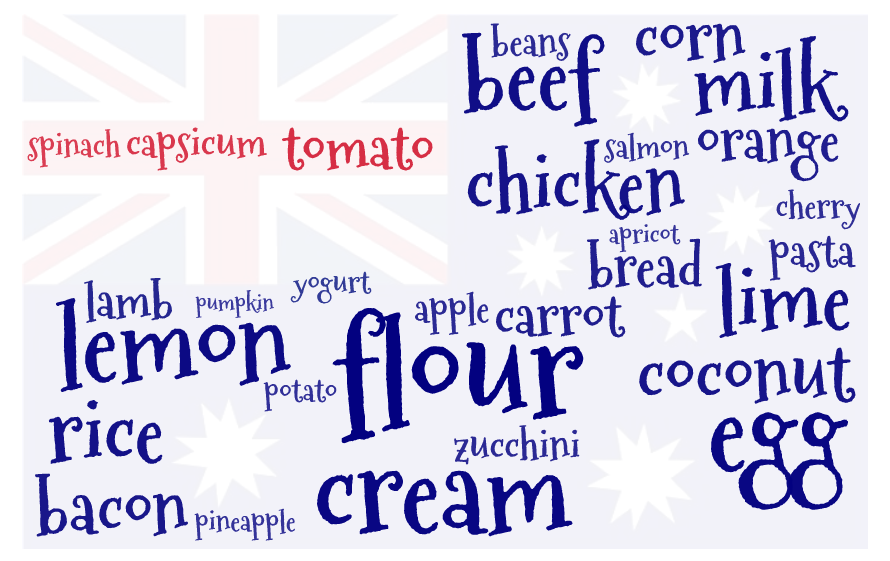 beans
corn
beef
milk
spinach capsicum tomato
salmon
orange
chicken
cherry
apricot
bread
pasta
lamb
pumpkin
yogurt
apple
carrot
lime
lemon
flour
potato
coconut
rice
zucchini
egg
bacon
pineapple
cream